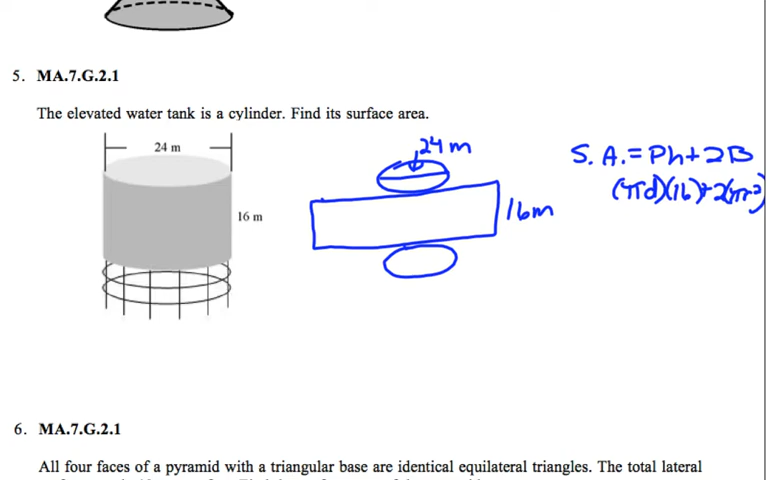 5. MA.7.G.2.1
The elevated water tank is a cylinder. Find its surface area.
24 m
16 m
24 m
16m
S. A. = Ph + 2B
(πd)(16) + 2(πr²)
6. MA.7.G.2.1
All four faces of a pyramid with a triangular base are identical equilateral triangles. The total lateral